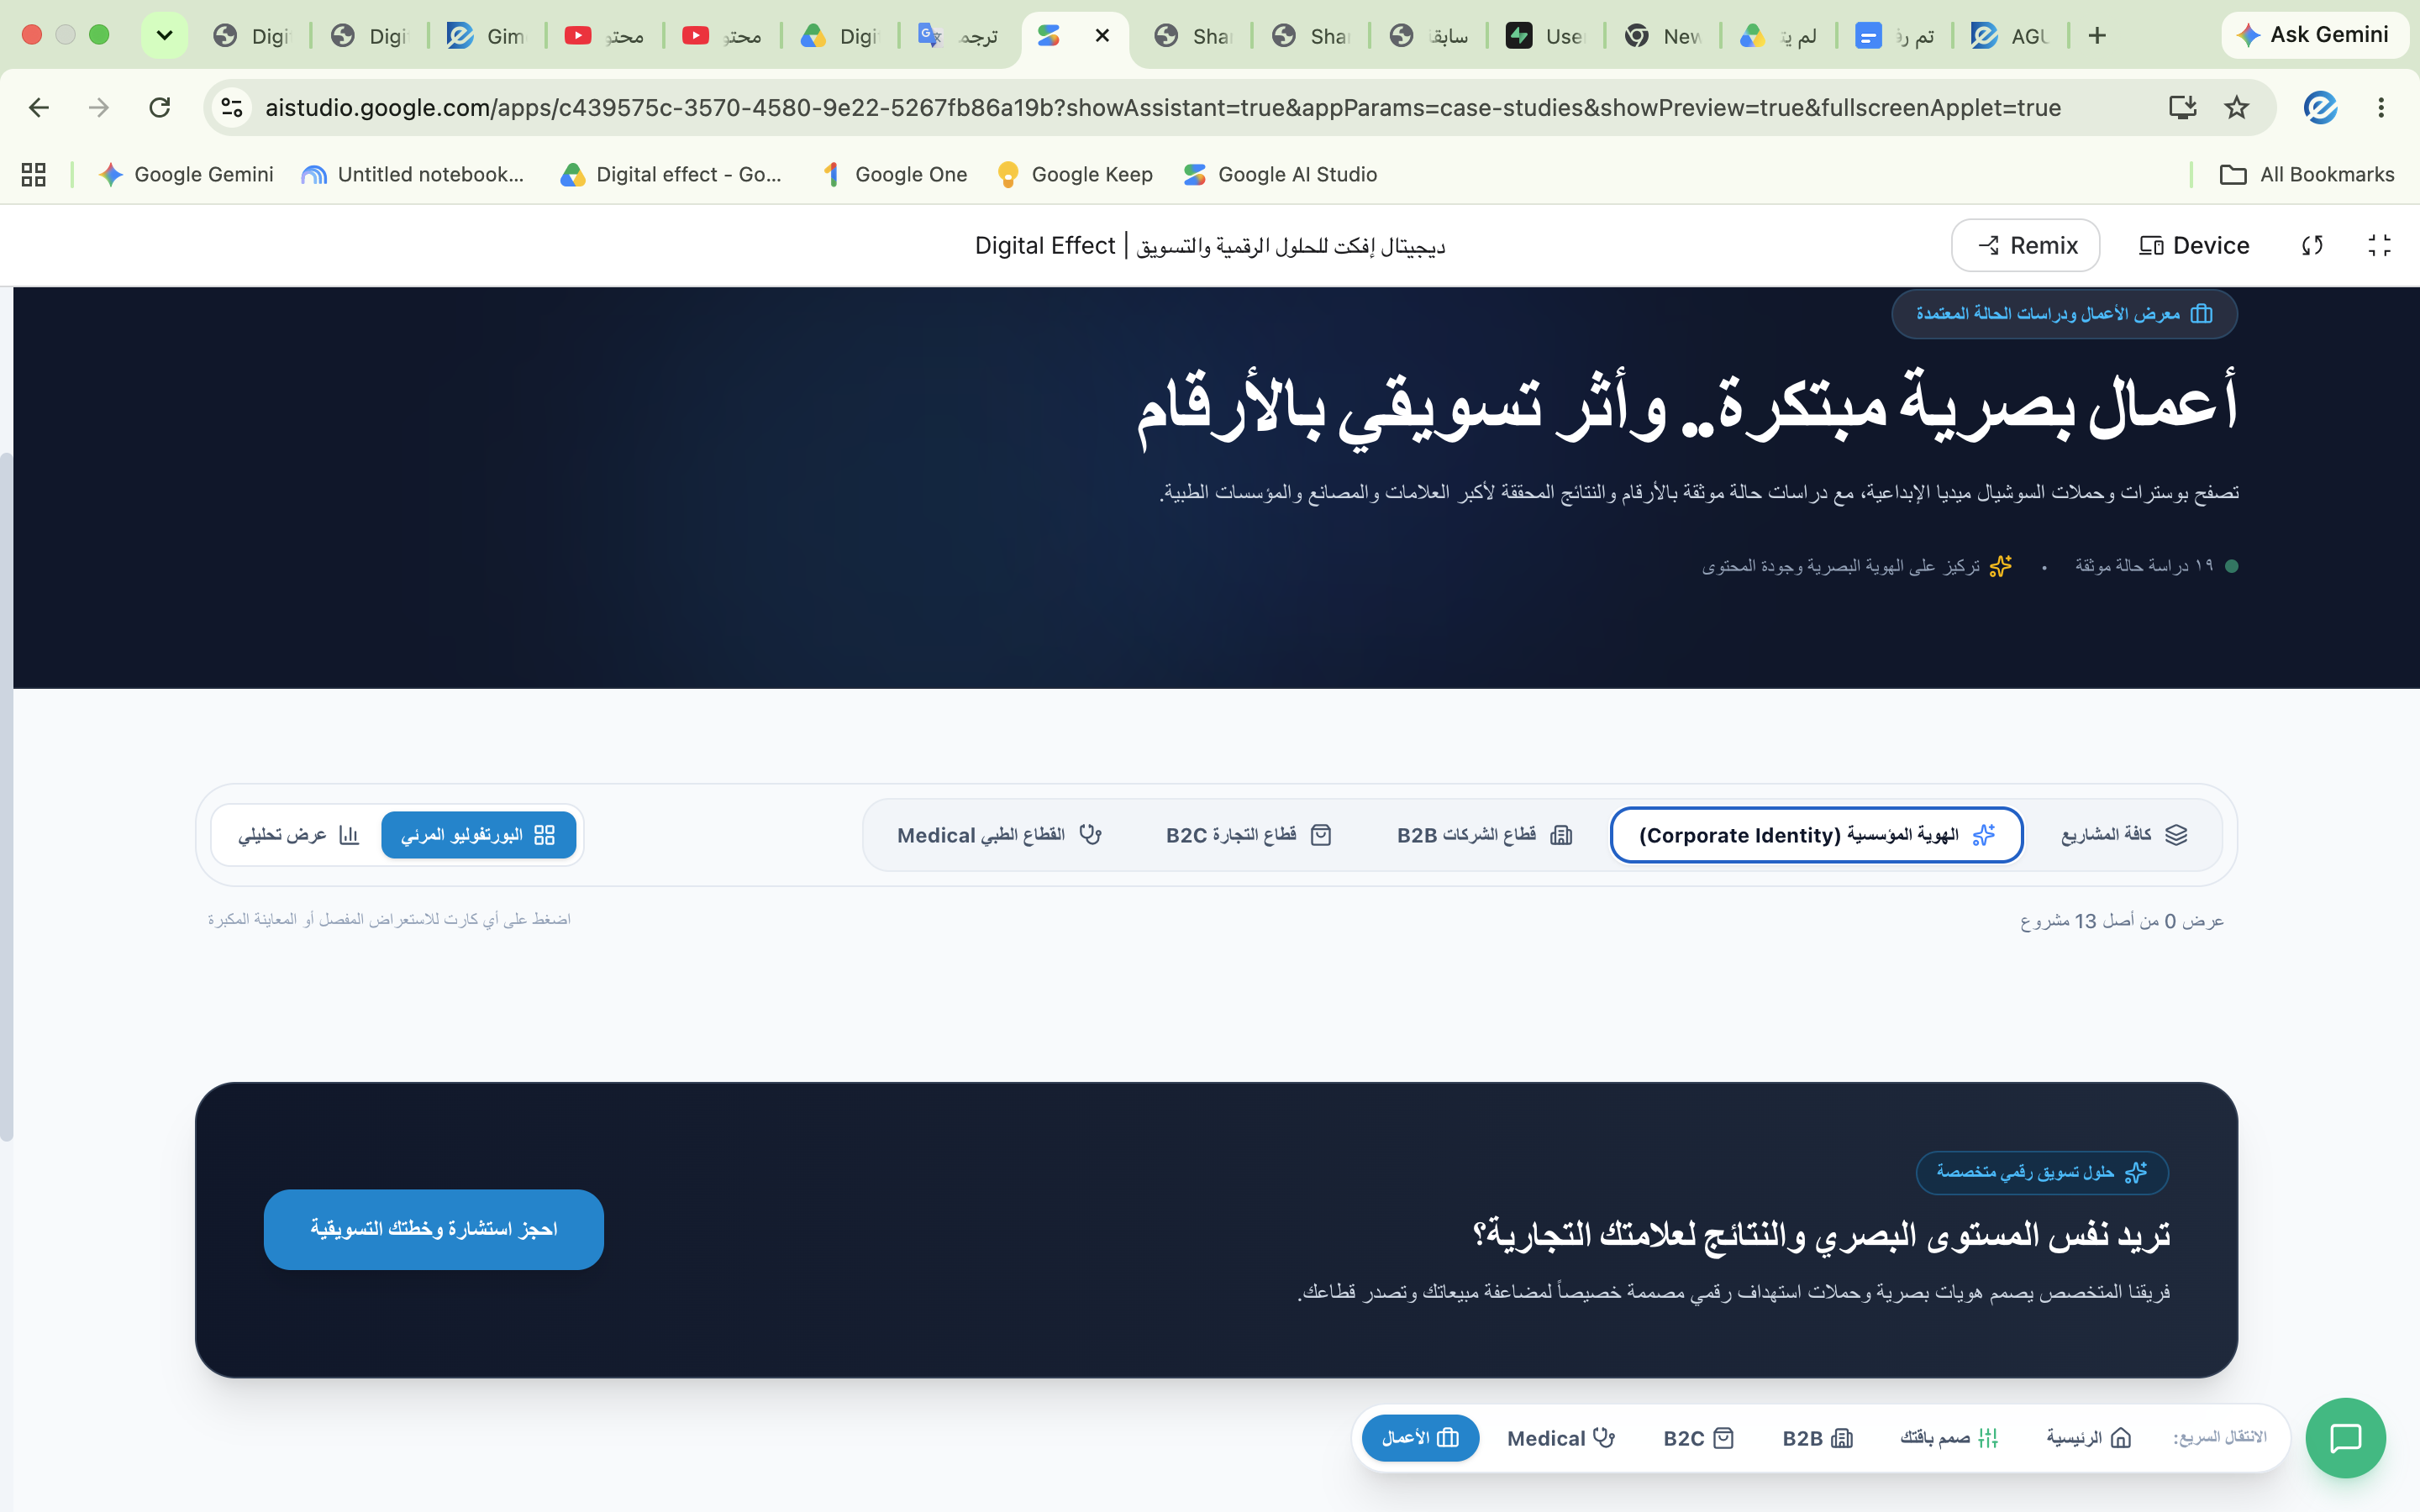 Digi
Digi
Gim
محتو
محتو
Digi
ترجمـ
Sha
Sha
سابقا
Use
New
لم يتـ
تم رفـ
AGU
Ask Gemini
aistudio.google.com/apps/c439575c-3570-4580-9e22-5267fb86a19b?showAssistant=true&appParams=case-studies&showPreview=true&fullscreenApplet=true
Google Gemini
Untitled notebook...
Digital effect - Go...
Google One
Google Keep
Google AI Studio
All Bookmarks
ديجيتال إفكت للحلول الرقمية والتسويق | Digital Effect
Remix
Device
معرض الأعمال ودراسات الحالة المعتمدة
أعمال بصرية مبتكرة.. وأثر تسويقي بالأرقام
تصفح بوسترات وحملات السوشيال ميديا الإبداعية، مع دراسات حالة موثقة بالأرقام والنتائج المحققة لأكبر العلامات والمصانع والمؤسسات الطبية.
١٩ دراسة حالة موثقة • تركيز على الهوية البصرية وجودة المحتوى
كافة المشاريع
الهوية المؤسسية (Corporate Identity)
قطاع الشركات B2B
قطاع التجارة B2C
القطاع الطبي Medical
البورتفوليو المرئي
عرض تحليلي
عرض 0 من أصل 13 مشروع
اضغط على أي كارت للاستعراض المفصل أو المعاينة المكبرة
حلول تسويق رقمي متخصصة
تريد نفس المستوى البصري والنتائج لعلامتك التجارية؟
فريقنا المتخصص يصمم هويات بصرية وحملات استهداف رقمي مصممة خصيصاً لمضاعفة مبيعاتك وتصدر قطاعك.
احجز استشارة وخطتك التسويقية
الانتقال السريع:
الرئيسية
صمم باقتك
B2B
B2C
Medical
الأعمال